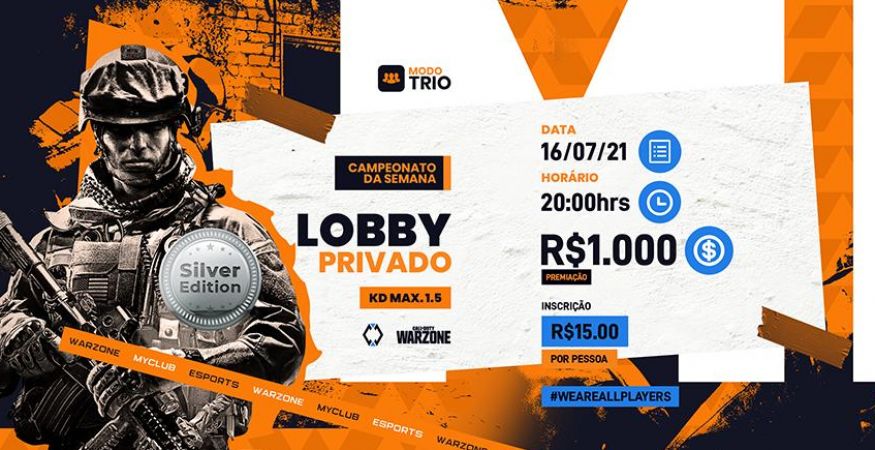 MODO
TRIO
CAMPEONATO
DA SEMANA
LOBBY
PRIVADO
KD MAX. 1.5
CALL OF DUTY
WARZONE
Silver
Edition
DATA
16/07/21
HORÁRIO
20:00hrs
R$1.000
PREMIAÇÃO
INSCRIÇÃO
R$15.00
POR PESSOA
#WEAREALLPLAYERS
WARZONE MYCLUB ESPORTS WARZONE MYCLUB ESPORTS WARZONE